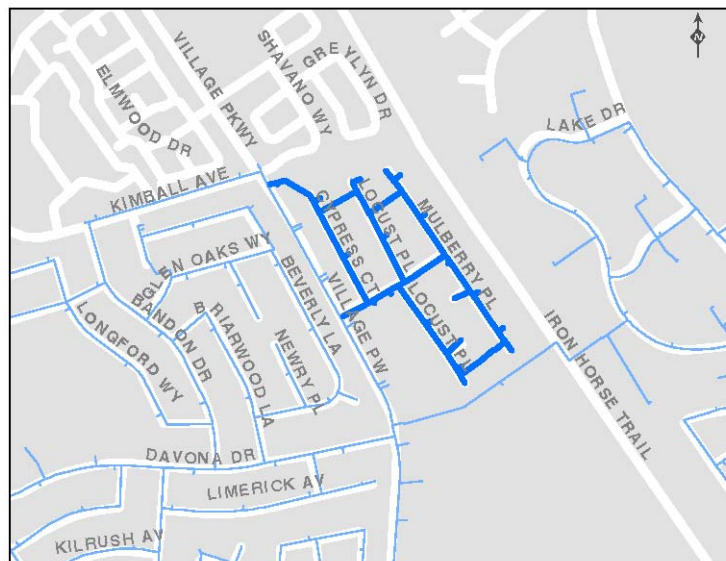 N
ELMWOOD DR
VILLAGE PKWY
SHAVANO WY
GREYLYN DR
LAKE DR
KIMBALL AVE
CYPRESS CT
LOCUST PL
MULBERRY PL
GLEN OAKS WY
BEVERLY LA
VILLAGE PW
LOCUST PL
BANDON DR
LONGFORD WY
BRIARWOOD LA
NEWRY PL
IRON HORSE TRAIL
DAVONA DR
LIMERICK AV
KILRUSH AV